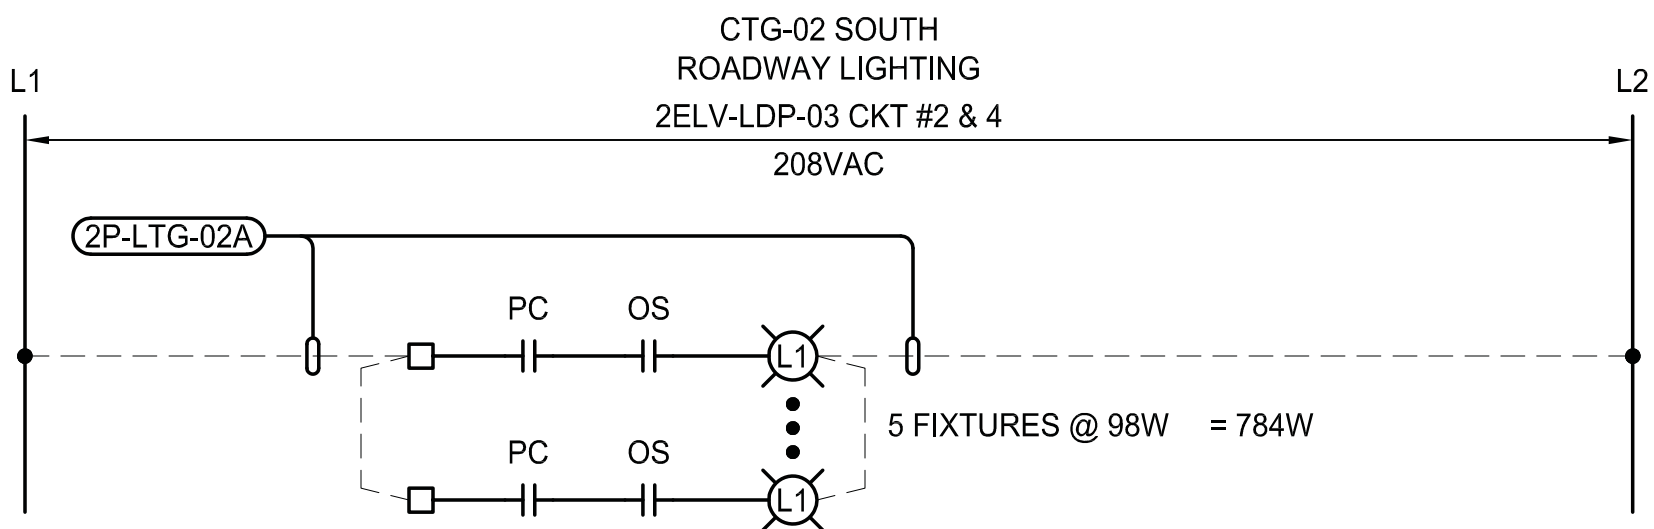 CTG-02 SOUTH
ROADWAY LIGHTING
L1
L2
2ELV-LDP-03 CKT #2 & 4
208VAC
2P-LTG-02A
PC OS
L1
5 FIXTURES @ 98W = 784W
PC OS
L1